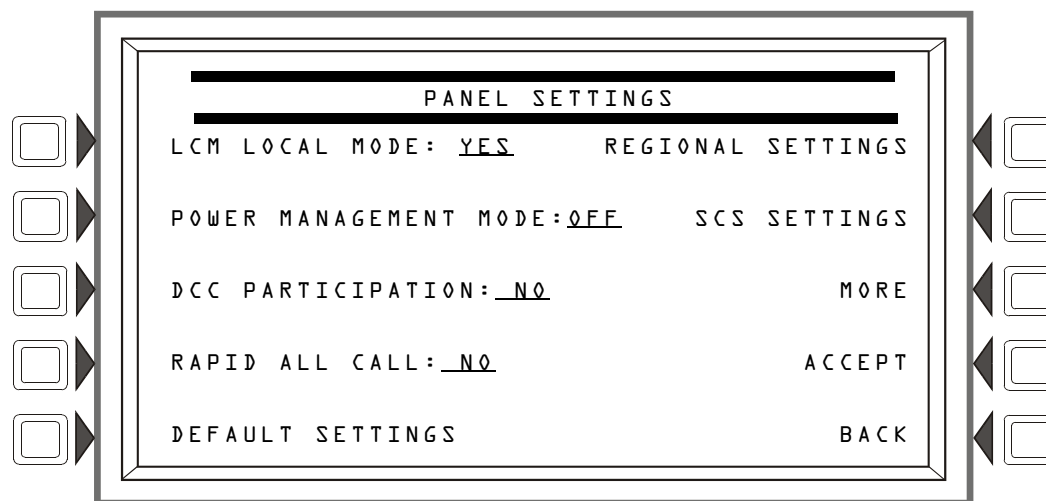 PANEL SETTINGS
LCM LOCAL MODE: YES REGIONAL SETTINGS
POWER MANAGEMENT MODE:OFF SCS SETTINGS
DCC PARTICIPATION: NO MORE
RAPID ALL CALL: NO ACCEPT
DEFAULT SETTINGS BACK